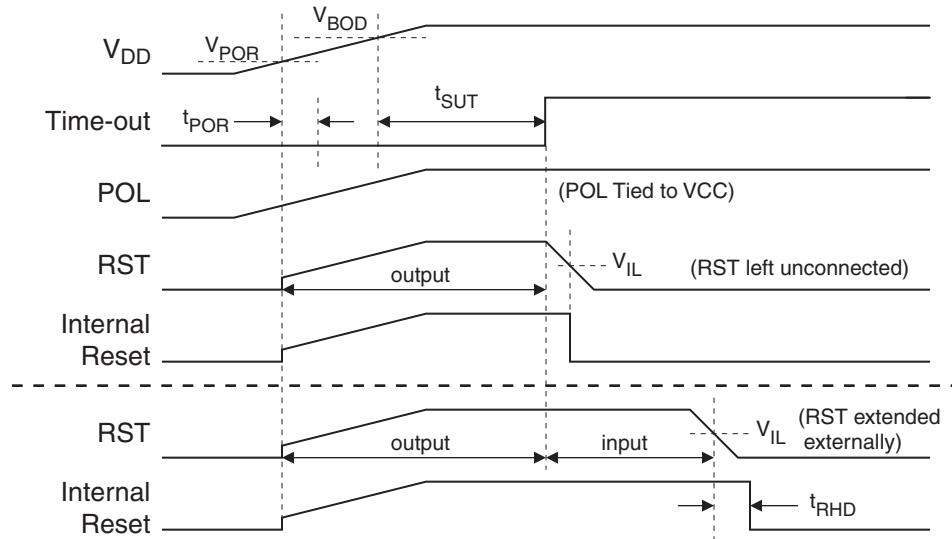 V_BOD
V_POR
V_DD
t_SUT
Time-out
t_POR
POL
(POL Tied to VCC)
RST
V_IL
(RST left unconnected)
output
Internal
Reset
RST
V_IL
(RST extended
externally)
output
input
Internal
Reset
t_RHD